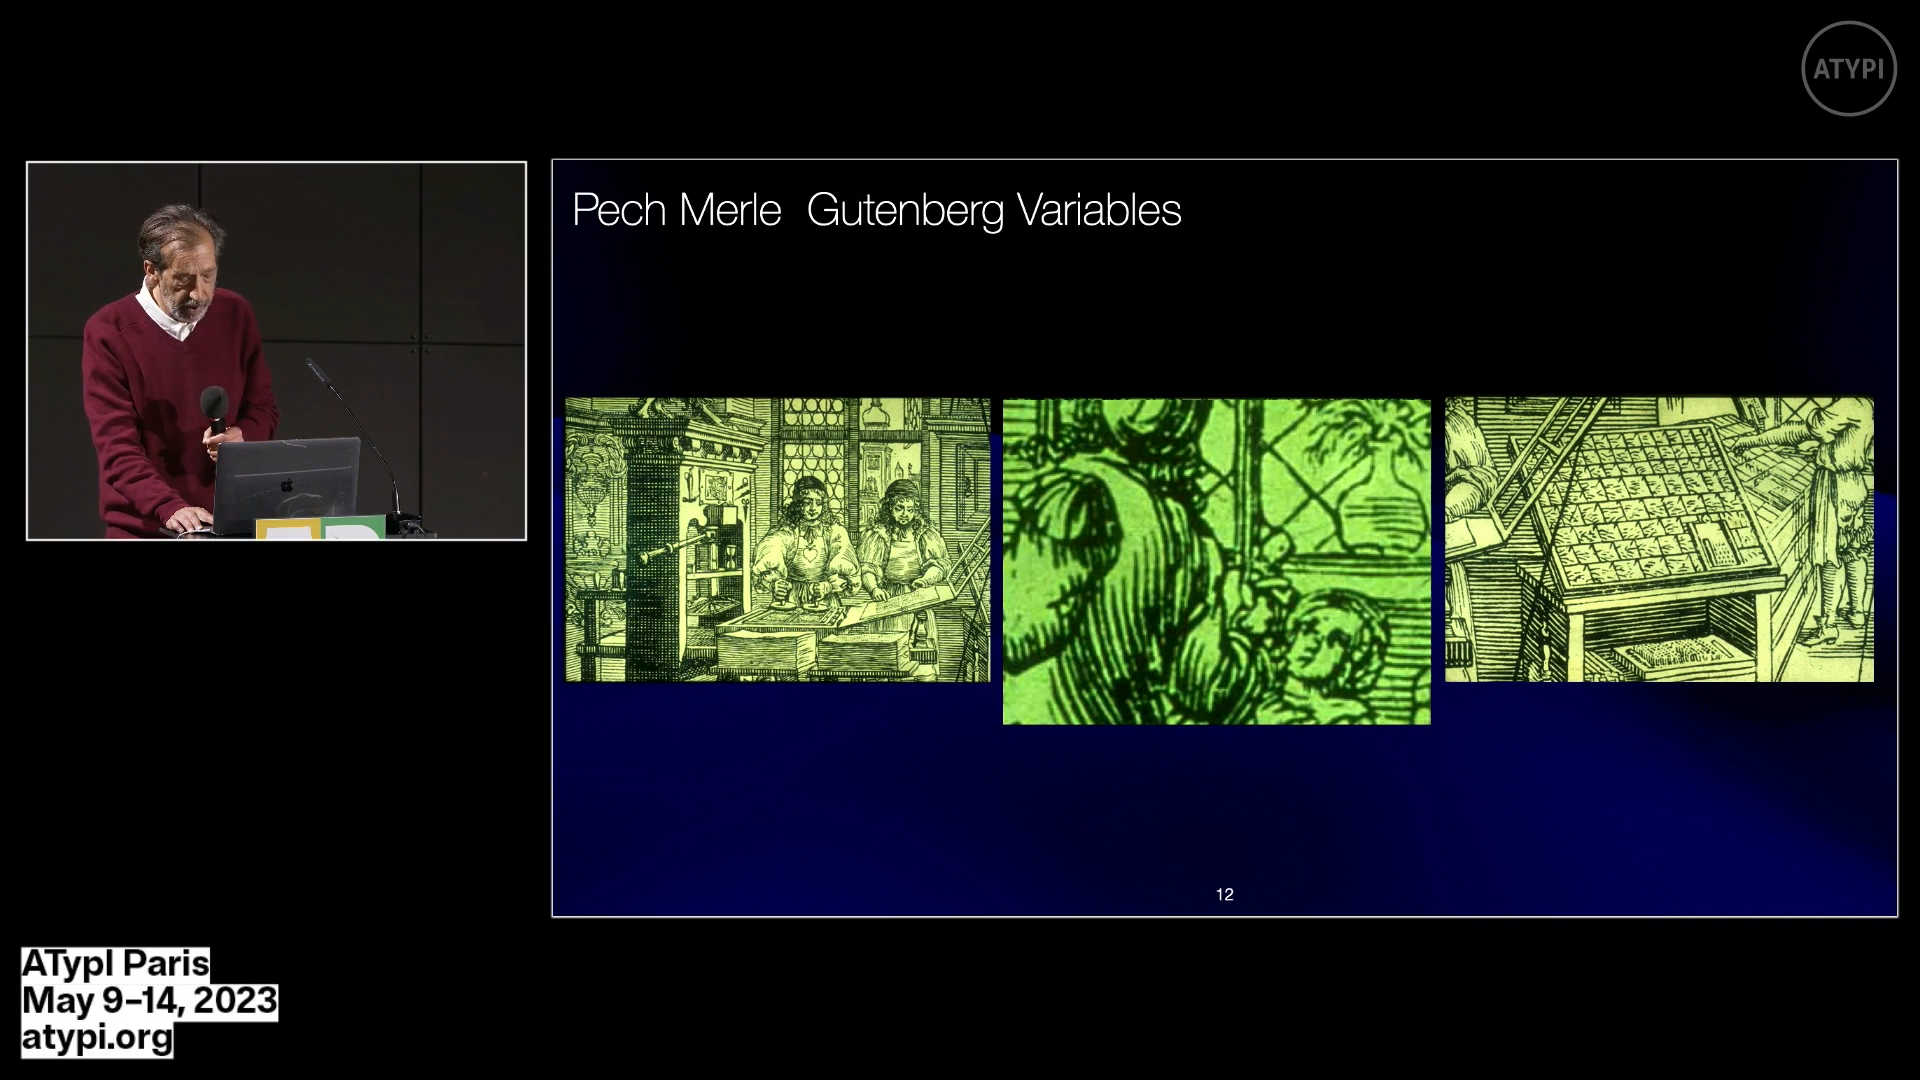 ATYPI
Pech Merle  Gutenberg Variables
12
ATypI Paris
May 9–14, 2023
atypi.org